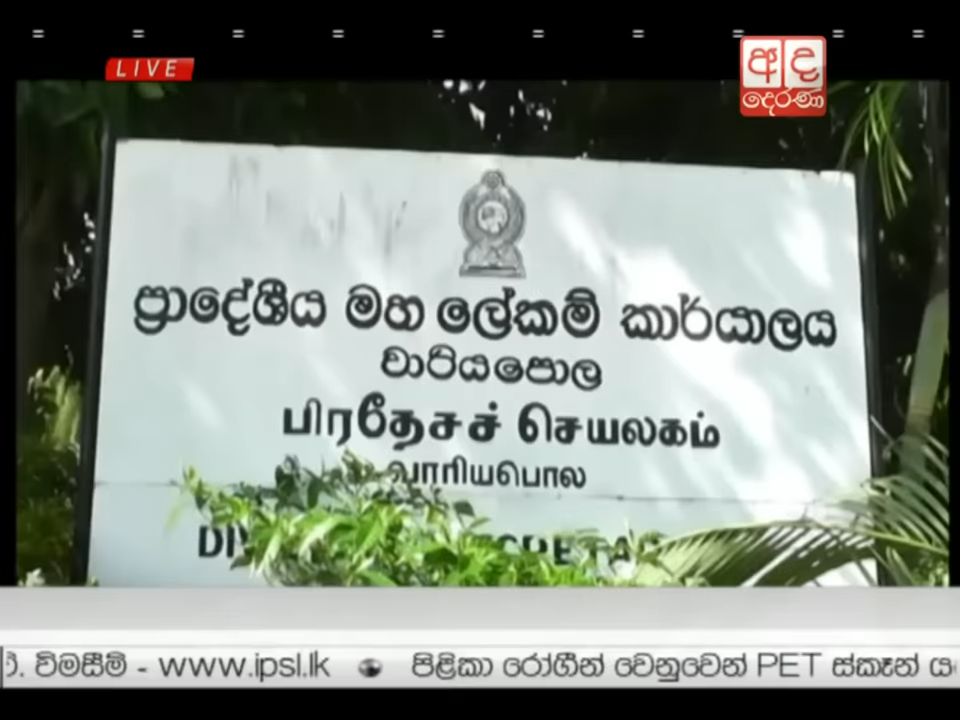 LIVE
අද
දෙරණ
ප්‍රාදේශීය මහ ලේකම් කාර්යාලය
වාරියපොල
பிரதேசச் செயலகம்
வாரியபொல
විමසීම් - www.ipsl.lk පිළිකා රෝගීන් වෙනුවෙන් PET ස්කෑන්